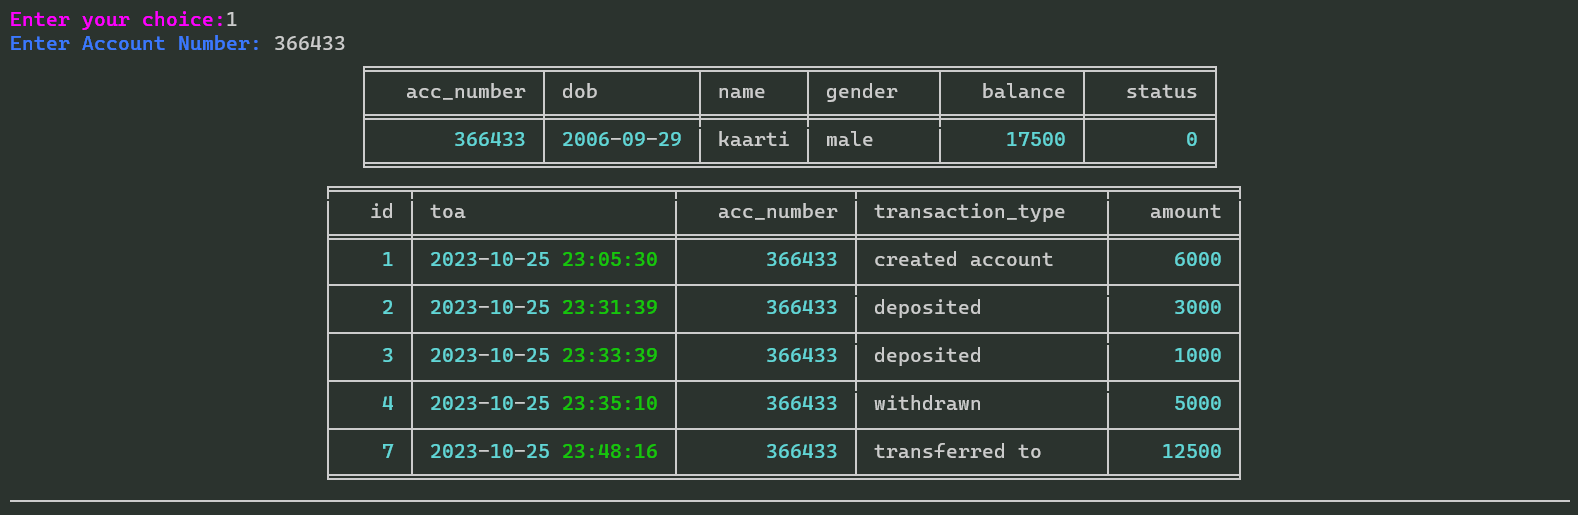 Enter your choice:1
Enter Account Number: 366433
acc_number dob name gender balance status
366433 2006-09-29 kaarti male 17500 0
id toa acc_number transaction_type amount
1 2023-10-25 23:05:30 366433 created account 6000
2 2023-10-25 23:31:39 366433 deposited 3000
3 2023-10-25 23:33:39 366433 deposited 1000
4 2023-10-25 23:35:10 366433 withdrawn 5000
7 2023-10-25 23:48:16 366433 transferred to 12500